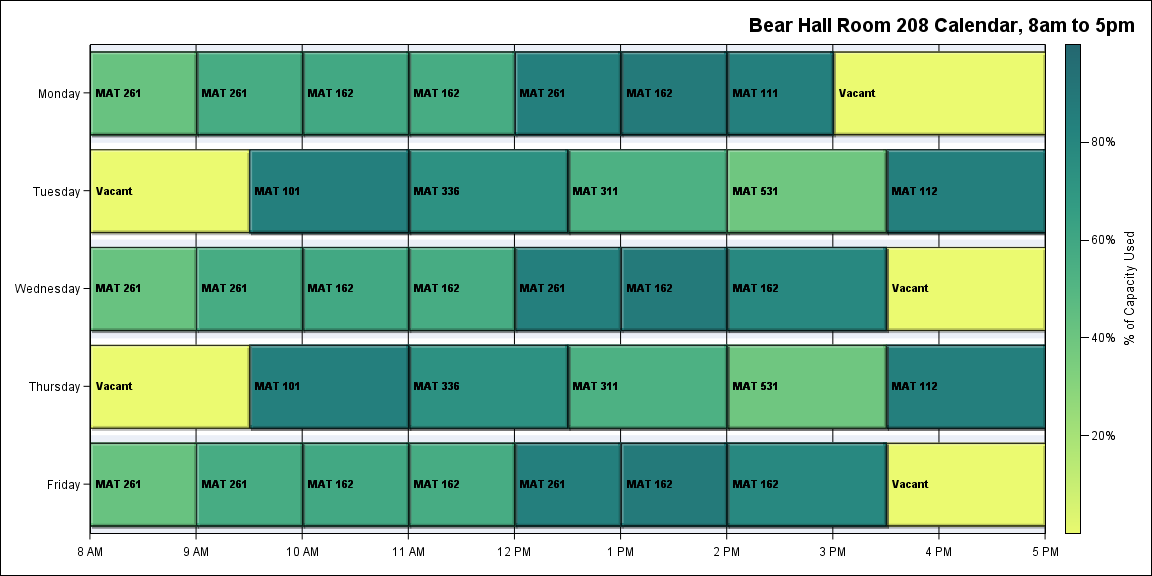 Bear Hall Room 208 Calendar, 8am to 5pm
Monday
MAT 261
MAT 261
MAT 162
MAT 162
MAT 261
MAT 162
MAT 111
Vacant
Tuesday
Vacant
MAT 101
MAT 336
MAT 311
MAT 531
MAT 112
Wednesday
MAT 261
MAT 261
MAT 162
MAT 162
MAT 261
MAT 162
MAT 162
Vacant
Thursday
Vacant
MAT 101
MAT 336
MAT 311
MAT 531
MAT 112
Friday
MAT 261
MAT 261
MAT 162
MAT 162
MAT 261
MAT 162
MAT 162
Vacant
8 AM
9 AM
10 AM
11 AM
12 PM
1 PM
2 PM
3 PM
4 PM
5 PM
80%
60%
40%
20%
% of Capacity Used